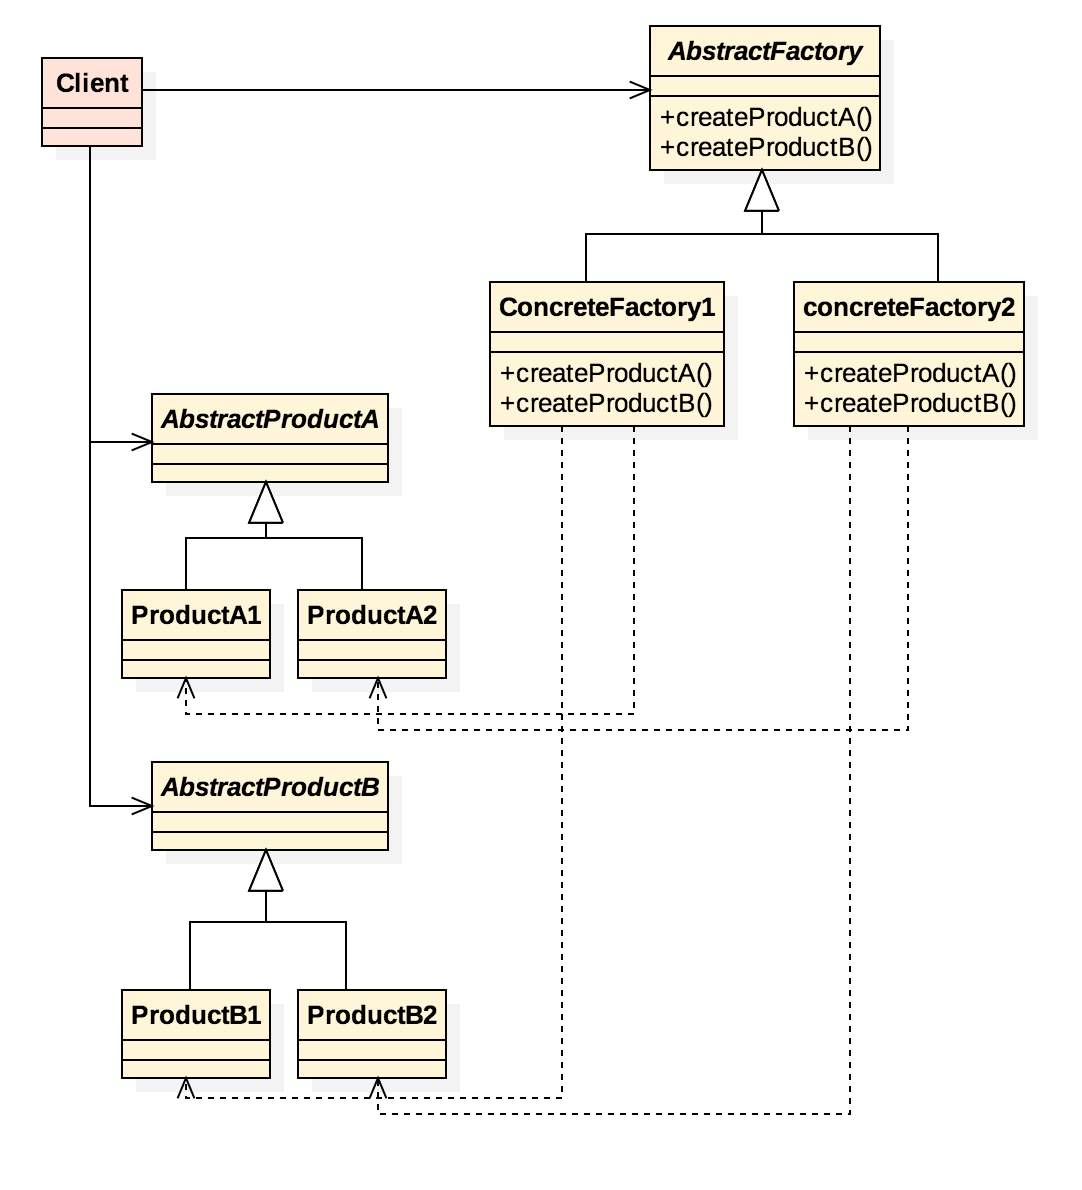 Client
AbstractFactory
+createProductA()
+createProductB()
ConcreteFactory1
+createProductA()
+createProductB()
concreteFactory2
+createProductA()
+createProductB()
AbstractProductA
ProductA1
ProductA2
AbstractProductB
ProductB1
ProductB2